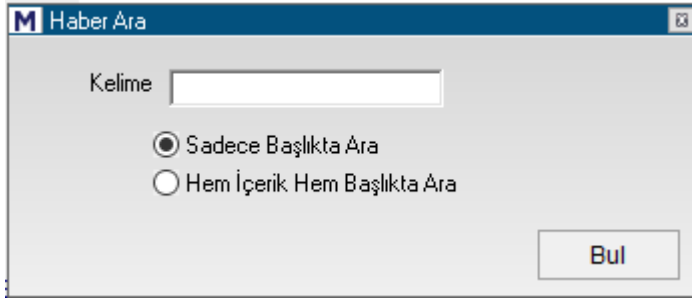 M Haber Ara
Kelime
Sadece Başlıkta Ara
Hem İçerik Hem Başlıkta Ara
Bul